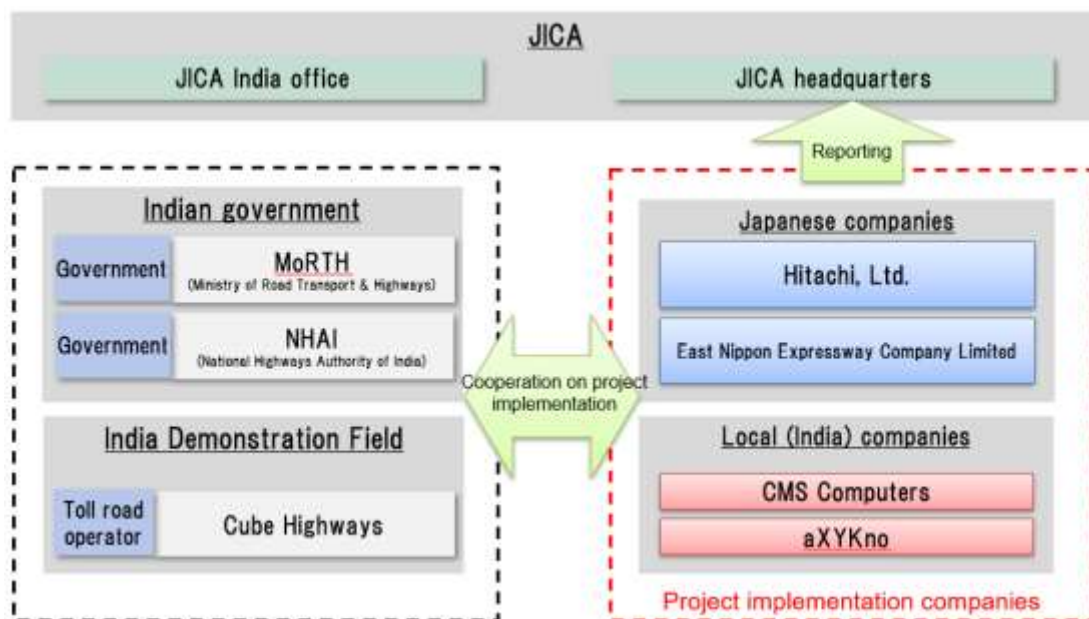 JICA
JICA India office
JICA headquarters
Reporting
Indian government
Government
MoRTH
(Ministry of Road Transport & Highways)
Government
NHAI
(National Highways Authority of India)
India Demonstration Field
Toll road
operator
Cube Highways
Cooperation on project
implementation
Japanese companies
Hitachi, Ltd.
East Nippon Expressway Company Limited
Local (India) companies
CMS Computers
aXYKno
Project implementation companies